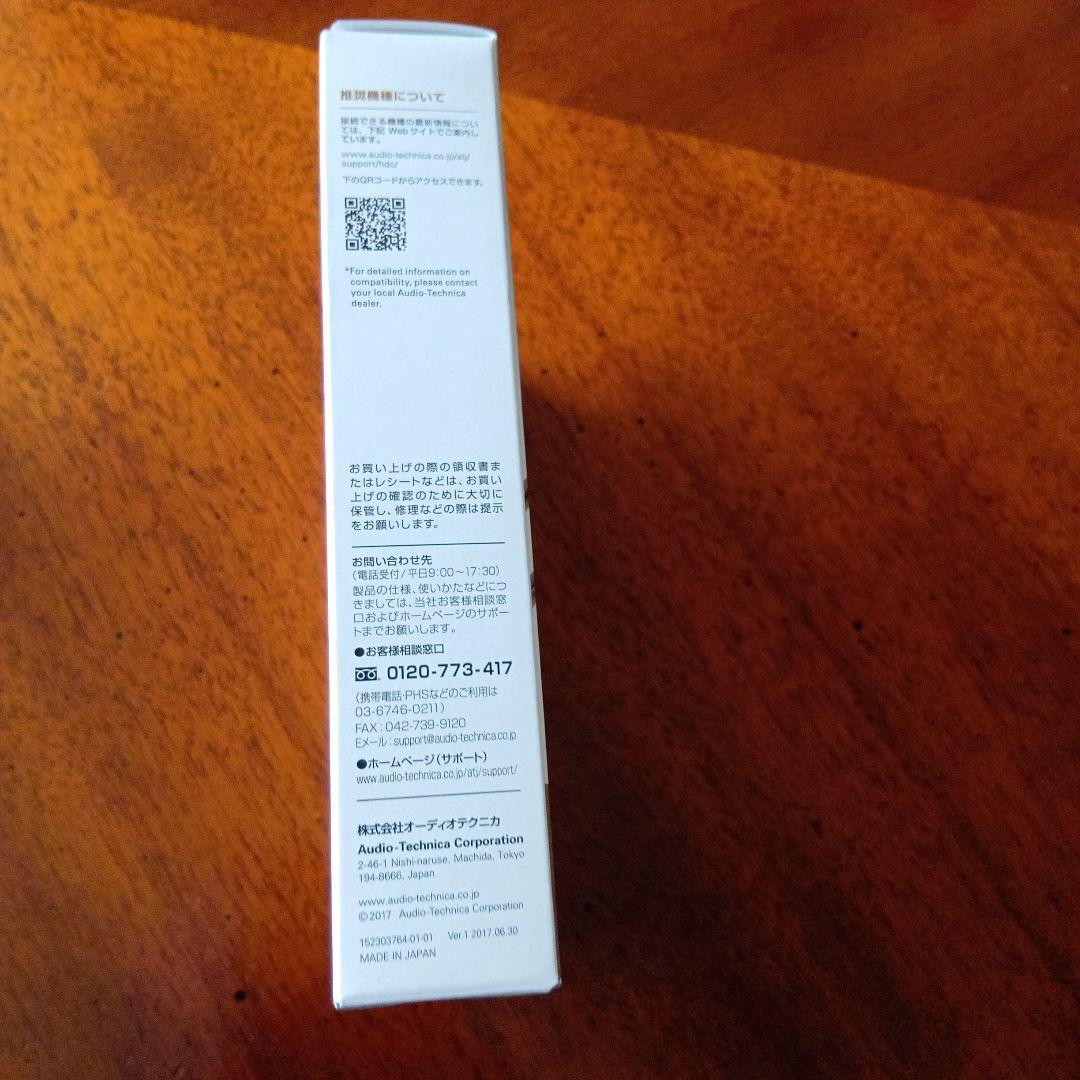 推奨機種について
接続できる機種の最新情報につい
ては、下記 Webサイトでご案内し
ています。
www.audio-technica.co.jp/atj/
support/hdc/
下のQRコードからアクセスできます。
*For detailed information on
compatibility, please contact
your local Audio-Technica
dealer.
お買い上げの際の領収書ま
たはレシートなどは、お買い
上げの確認のために大切に
保管し、修理などの際は提示
をお願いします。
お問い合わせ先
(電話受付/平日9:00〜17:30)
製品の仕様、使いかたなどにつ
きましては、当社お客様相談窓
口およびホームページのサポー
トまでお願いします。
●お客様相談窓口
0120-773-417
(携帯電話・PHSなどのご利用は
03-6746-0211)
FAX:042-739-9120
Eメール:support@audio-technica.co.jp
●ホームページ(サポート)
www.audio-technica.co.jp/atj/support/
株式会社オーディオテクニカ
Audio-Technica Corporation
2-46-1 Nishi-naruse, Machida, Tokyo
194-8666, Japan
www.audio-technica.co.jp
©2017 Audio-Technica Corporation
152303764-01-01 Ver.1 2017.06.30
MADE IN JAPAN